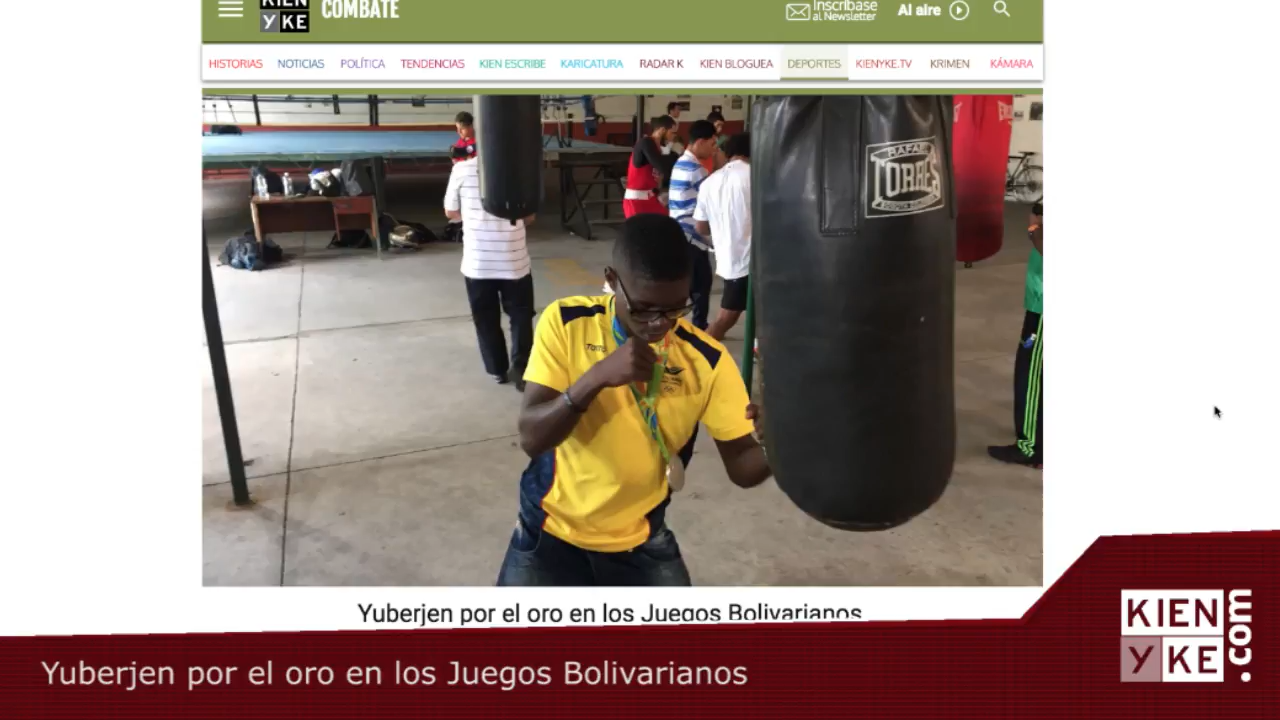 KIEN
Y KE
COMBATE
Inscríbase
al Newsletter
Al aire
HISTORIAS NOTICIAS POLÍTICA TENDENCIAS KIEN ESCRIBE KARICATURA RADAR K KIEN BLOGUEA DEPORTES KIENYKE.TV KRIMEN KÁMARA
RAFAEL
TORRES
Yuberjen por el oro en los Juegos Bolivarianos
Yuberjen por el oro en los Juegos Bolivarianos
KIEN
Y KE
.com